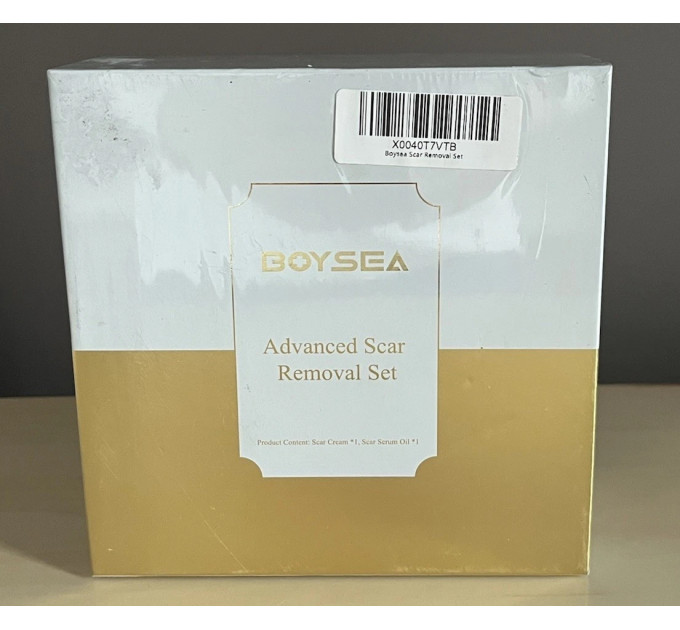 X0040T7VTB
Boysea Scar Removal Set
BOYSEA
Advanced Scar
Removal Set
Product Content: Scar Cream *1, Scar Serum Oil *1